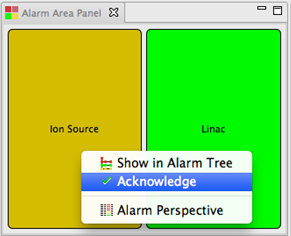 Alarm Area Panel
Ion Source
Linac
Show in Alarm Tree
Acknowledge
Alarm Perspective